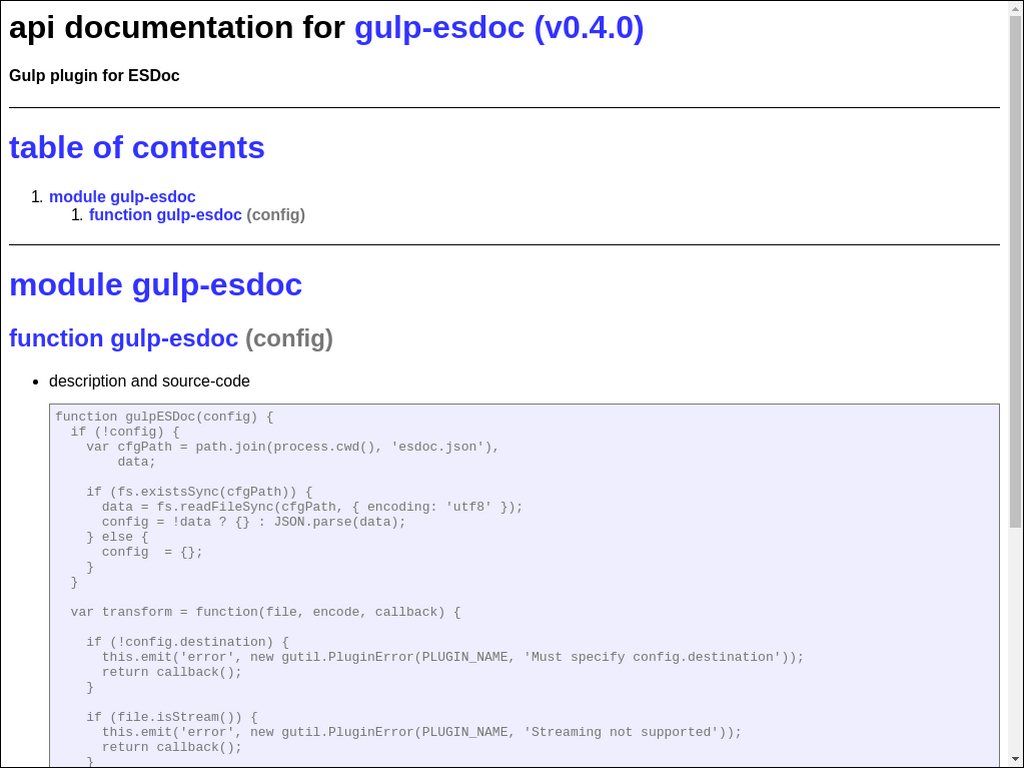 api documentation for gulp-esdoc (v0.4.0)
Gulp plugin for ESDoc
table of contents
1. module gulp-esdoc
1. function gulp-esdoc (config)
module gulp-esdoc
function gulp-esdoc (config)
• description and source-code
function gulpESDoc(config) {
  if (!config) {
    var cfgPath = path.join(process.cwd(), 'esdoc.json'),
        data;

    if (fs.existsSync(cfgPath)) {
      data = fs.readFileSync(cfgPath, { encoding: 'utf8' });
      config = !data ? {} : JSON.parse(data);
    } else {
      config  = {};
    }
  }

  var transform = function(file, encode, callback) {

    if (!config.destination) {
      this.emit('error', new gutil.PluginError(PLUGIN_NAME, 'Must specify config.destination'));
      return callback();
    }

    if (file.isStream()) {
      this.emit('error', new gutil.PluginError(PLUGIN_NAME, 'Streaming not supported'));
      return callback();
    }